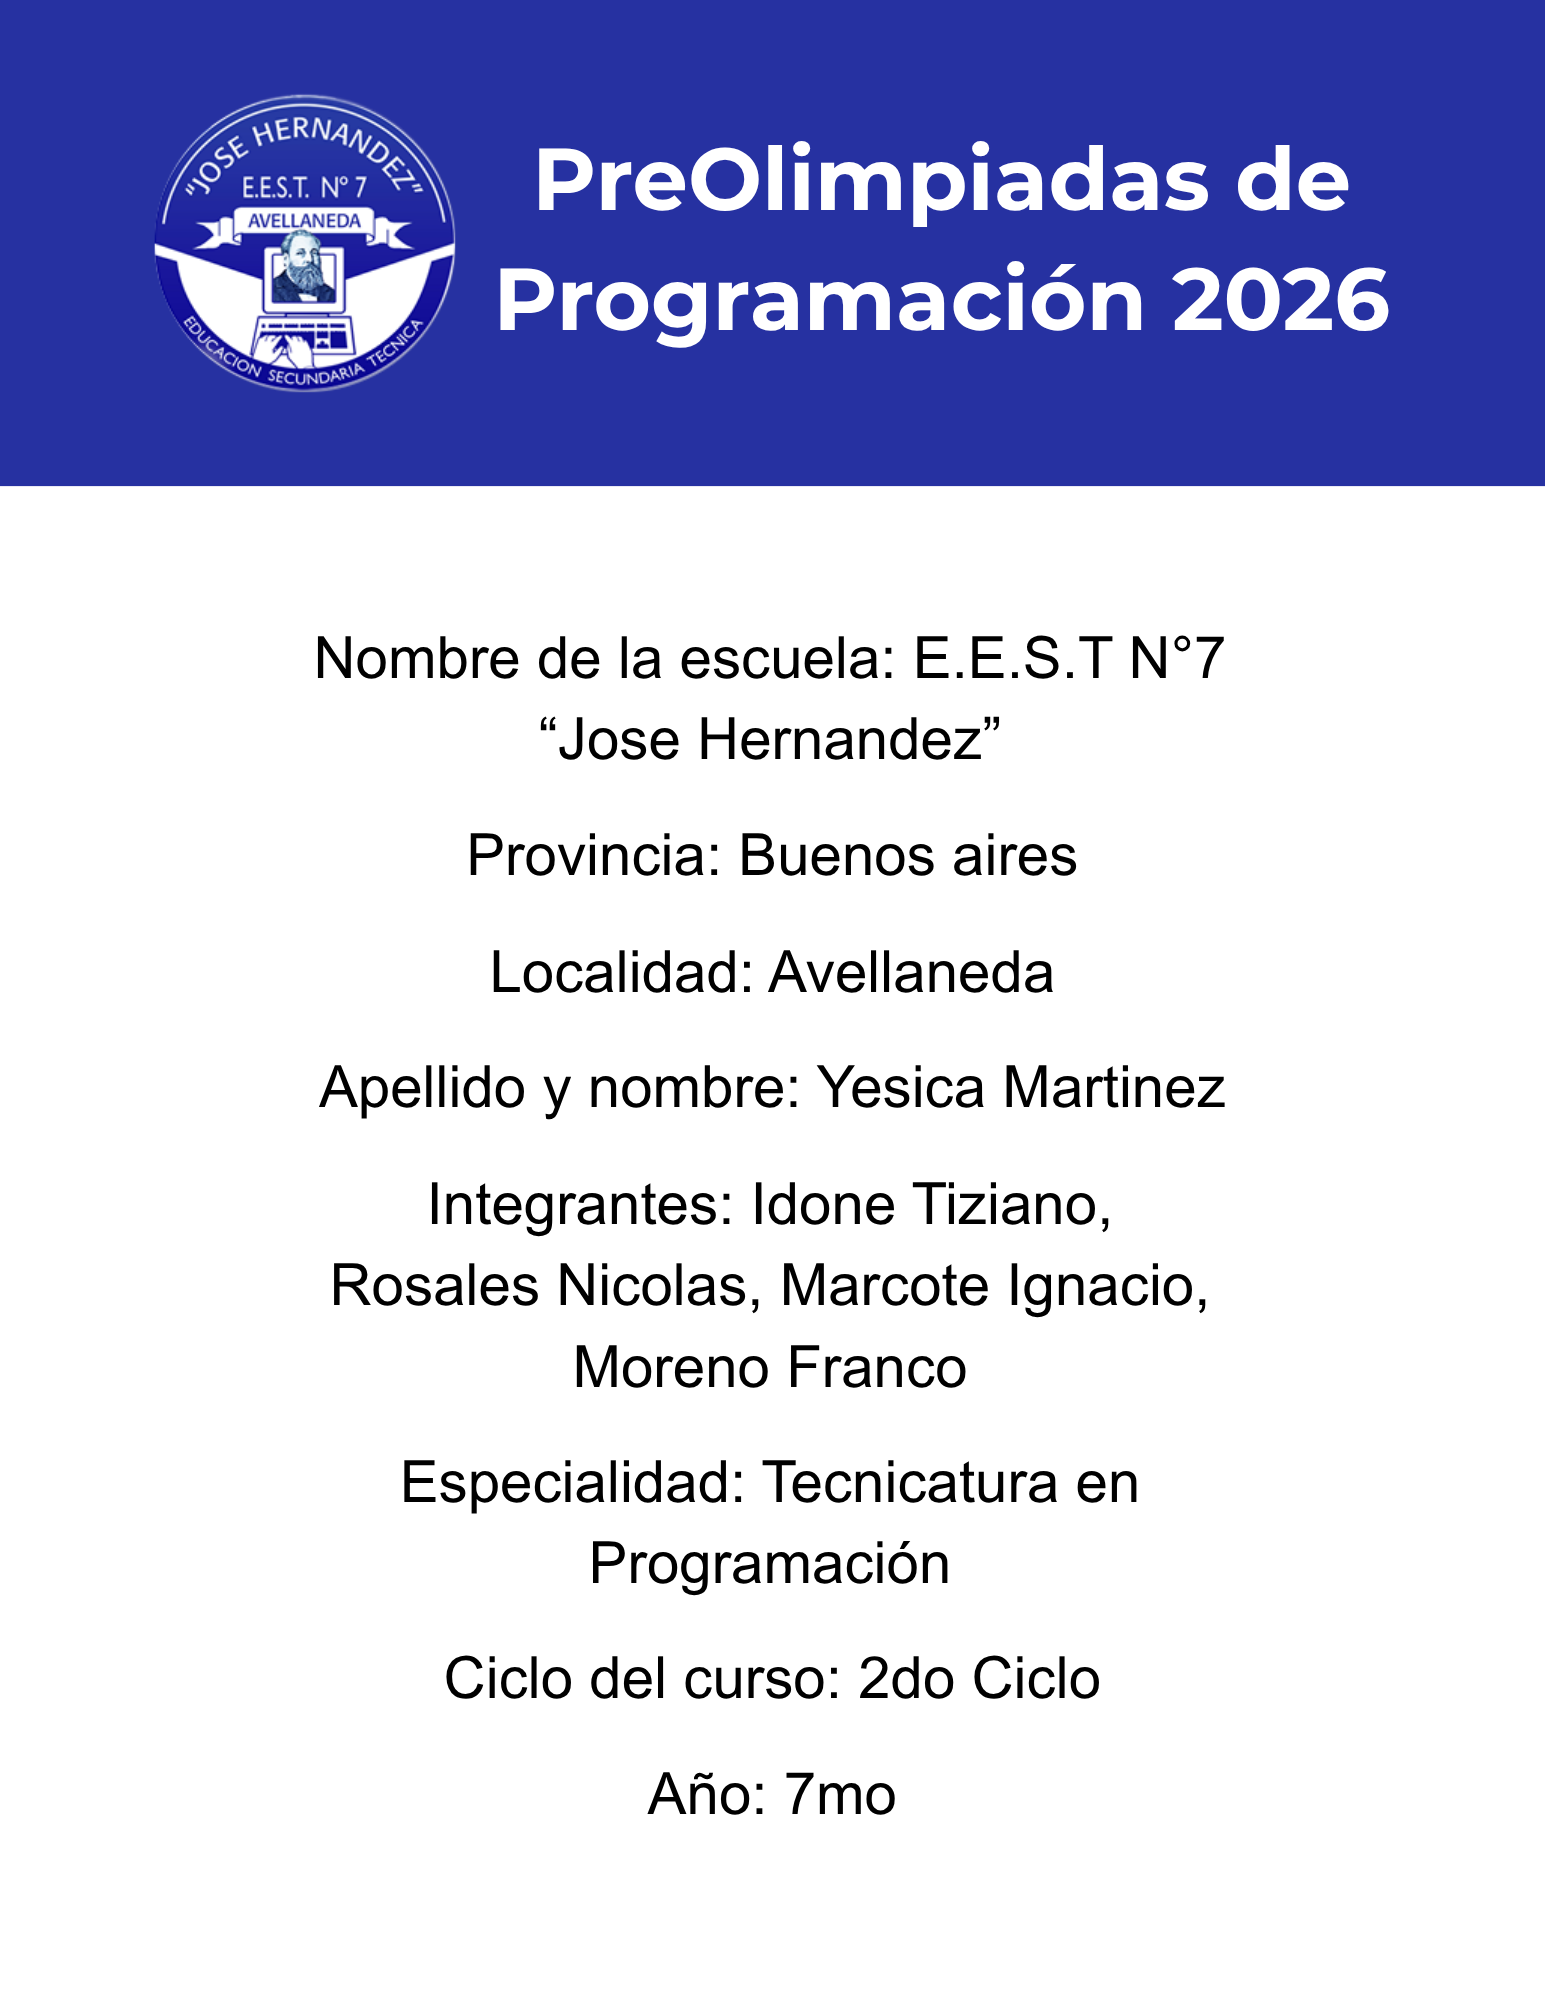 "JOSE HERNANDEZ"
E.E.S.T. Nº 7
AVELLANEDA
EDUCACION SECUNDARIA TECNICA
PreOlimpiadas de
Programación 2026
Nombre de la escuela: E.E.S.T N°7
“Jose Hernandez”
Provincia: Buenos aires
Localidad: Avellaneda
Apellido y nombre: Yesica Martinez
Integrantes: Idone Tiziano,
Rosales Nicolas, Marcote Ignacio,
Moreno Franco
Especialidad: Tecnicatura en
Programación
Ciclo del curso: 2do Ciclo
Año: 7mo